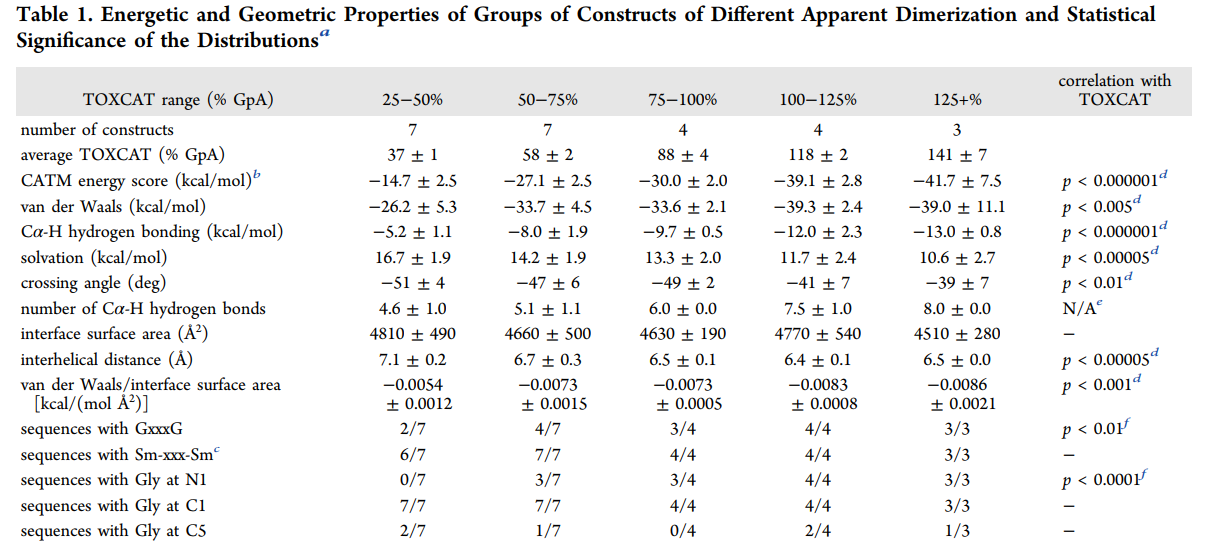 Table 1. Energetic and Geometric Properties of Groups of Constructs of Different Apparent Dimerization and Statistical
Significance of the Distributionsᵃ
TOXCAT range (% GpA) 25−50% 50−75% 75−100% 100−125% 125+% correlation with TOXCAT
number of constructs 7 7 4 4 3
average TOXCAT (% GpA) 37 ± 1 58 ± 2 88 ± 4 118 ± 2 141 ± 7
CATM energy score (kcal/mol)ᵇ −14.7 ± 2.5 −27.1 ± 2.5 −30.0 ± 2.0 −39.1 ± 2.8 −41.7 ± 7.5 p < 0.000001ᵈ
van der Waals (kcal/mol) −26.2 ± 5.3 −33.7 ± 4.5 −33.6 ± 2.1 −39.3 ± 2.4 −39.0 ± 11.1 p < 0.005ᵈ
Cα-H hydrogen bonding (kcal/mol) −5.2 ± 1.1 −8.0 ± 1.9 −9.7 ± 0.5 −12.0 ± 2.3 −13.0 ± 0.8 p < 0.000001ᵈ
solvation (kcal/mol) 16.7 ± 1.9 14.2 ± 1.9 13.3 ± 2.0 11.7 ± 2.4 10.6 ± 2.7 p < 0.00005ᵈ
crossing angle (deg) −51 ± 4 −47 ± 6 −49 ± 2 −41 ± 7 −39 ± 7 p < 0.01ᵈ
number of Cα-H hydrogen bonds 4.6 ± 1.0 5.1 ± 1.1 6.0 ± 0.0 7.5 ± 1.0 8.0 ± 0.0 N/Aᵉ
interface surface area (Å²) 4810 ± 490 4660 ± 500 4630 ± 190 4770 ± 540 4510 ± 280 −
interhelical distance (Å) 7.1 ± 0.2 6.7 ± 0.3 6.5 ± 0.1 6.4 ± 0.1 6.5 ± 0.0 p < 0.00005ᵈ
van der Waals/interface surface area −0.0054 −0.0073 −0.0073 −0.0083 −0.0086 p < 0.001ᵈ
[kcal/(mol Å²)] ± 0.0012 ± 0.0015 ± 0.0005 ± 0.0008 ± 0.0021
sequences with GxxxG 2/7 4/7 3/4 4/4 3/3 p < 0.01ᶠ
sequences with Sm-xxx-Smᶜ 6/7 7/7 4/4 4/4 3/3 −
sequences with Gly at N1 0/7 3/7 3/4 4/4 3/3 p < 0.0001ᶠ
sequences with Gly at C1 7/7 7/7 4/4 4/4 3/3 −
sequences with Gly at C5 2/7 1/7 0/4 2/4 1/3 −